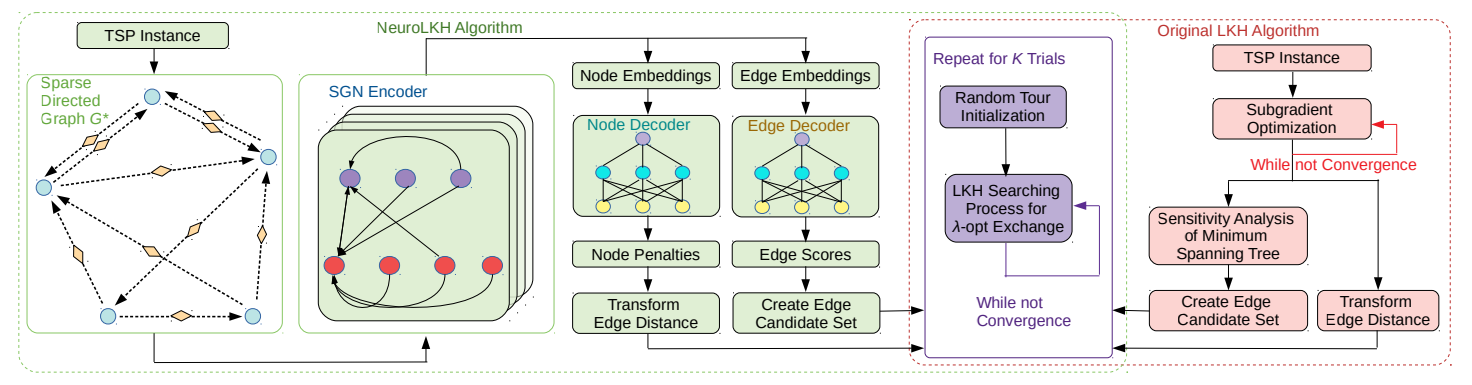 NeuroLKH Algorithm
TSP Instance
Sparse
Directed
Graph G*
SGN Encoder
Node Embeddings
Node Decoder
Node Penalties
Transform
Edge Distance
Edge Embeddings
Edge Decoder
Edge Scores
Create Edge
Candidate Set
Repeat for K Trials
Random Tour
Initialization
LKH Searching
Process for
λ-opt Exchange
While not
Convergence
Original LKH Algorithm
TSP Instance
Subgradient
Optimization
While not Convergence
Sensitivity Analysis
of Minimum
Spanning Tree
Create Edge
Candidate Set
Transform
Edge Distance